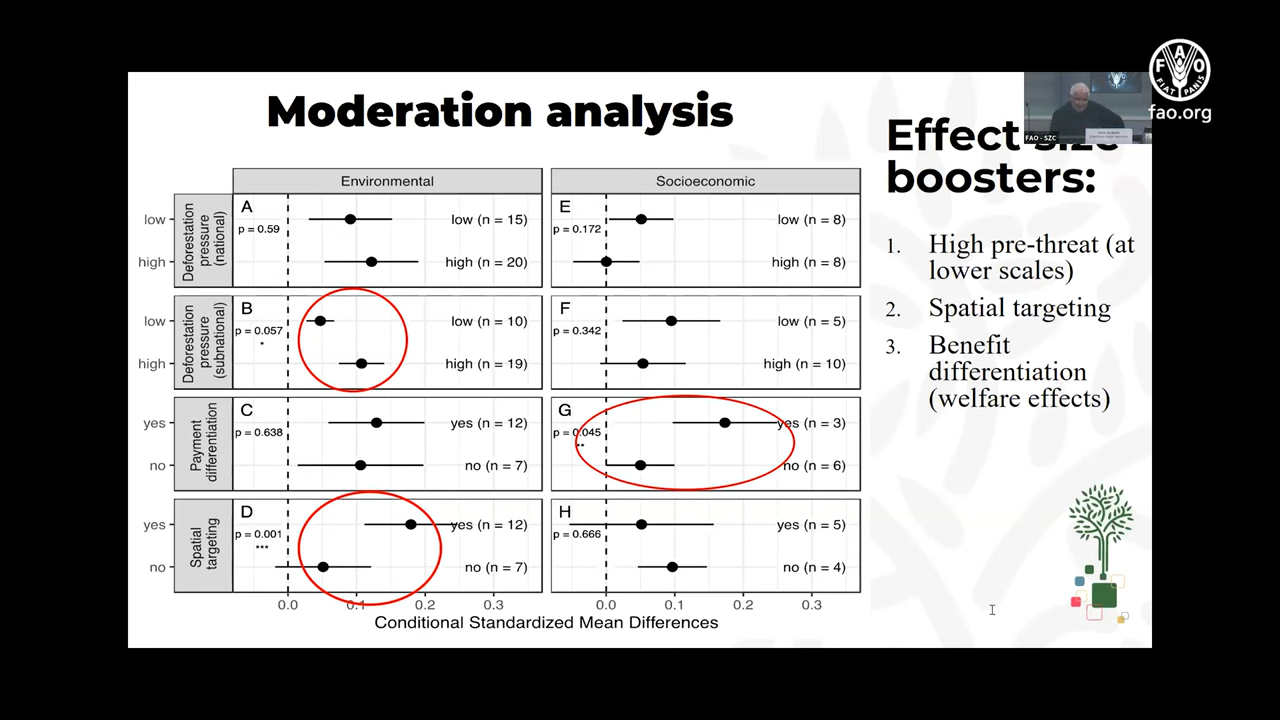 Moderation analysis
Environmental
Socioeconomic
Deforestation pressure (national)
low
high
A
p = 0.59
low (n = 15)
high (n = 20)
E
p = 0.172
low (n = 8)
high (n = 8)
Deforestation pressure (subnational)
low
high
B
p = 0.057
*
low (n = 10)
high (n = 19)
F
p = 0.342
low (n = 5)
high (n = 10)
Payment differentiation
yes
no
C
p = 0.638
yes (n = 12)
no (n = 7)
G
p = 0.045
**
yes (n = 3)
no (n = 6)
Spatial targeting
yes
no
D
p = 0.001
***
yes (n = 12)
no (n = 7)
H
p = 0.666
yes (n = 5)
no (n = 4)
0.0 0.1 0.2 0.3
0.0 0.1 0.2 0.3
Conditional Standardized Mean Differences
Effect size
boosters:
1. High pre-threat (at
lower scales)
2. Spatial targeting
3. Benefit
differentiation
(welfare effects)
FAO - SZC
F A O
FIAT PANIS
fao.org